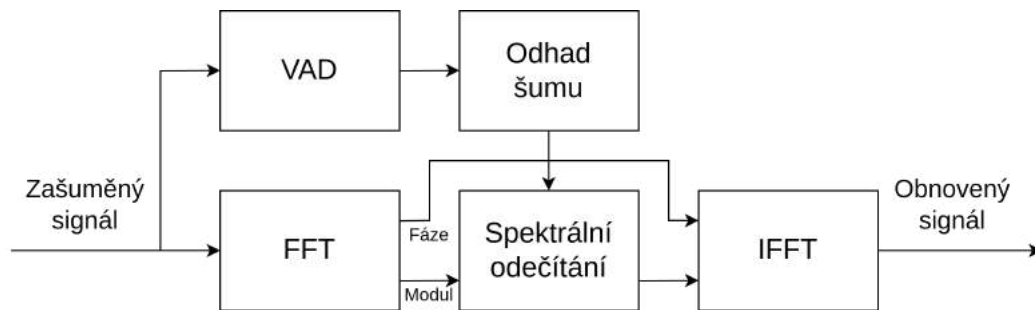 VAD
Odhad
šumu
Zašuměný
signál
FFT
Fáze
Modul
Spektrální
odečítání
IFFT
Obnovený
signál